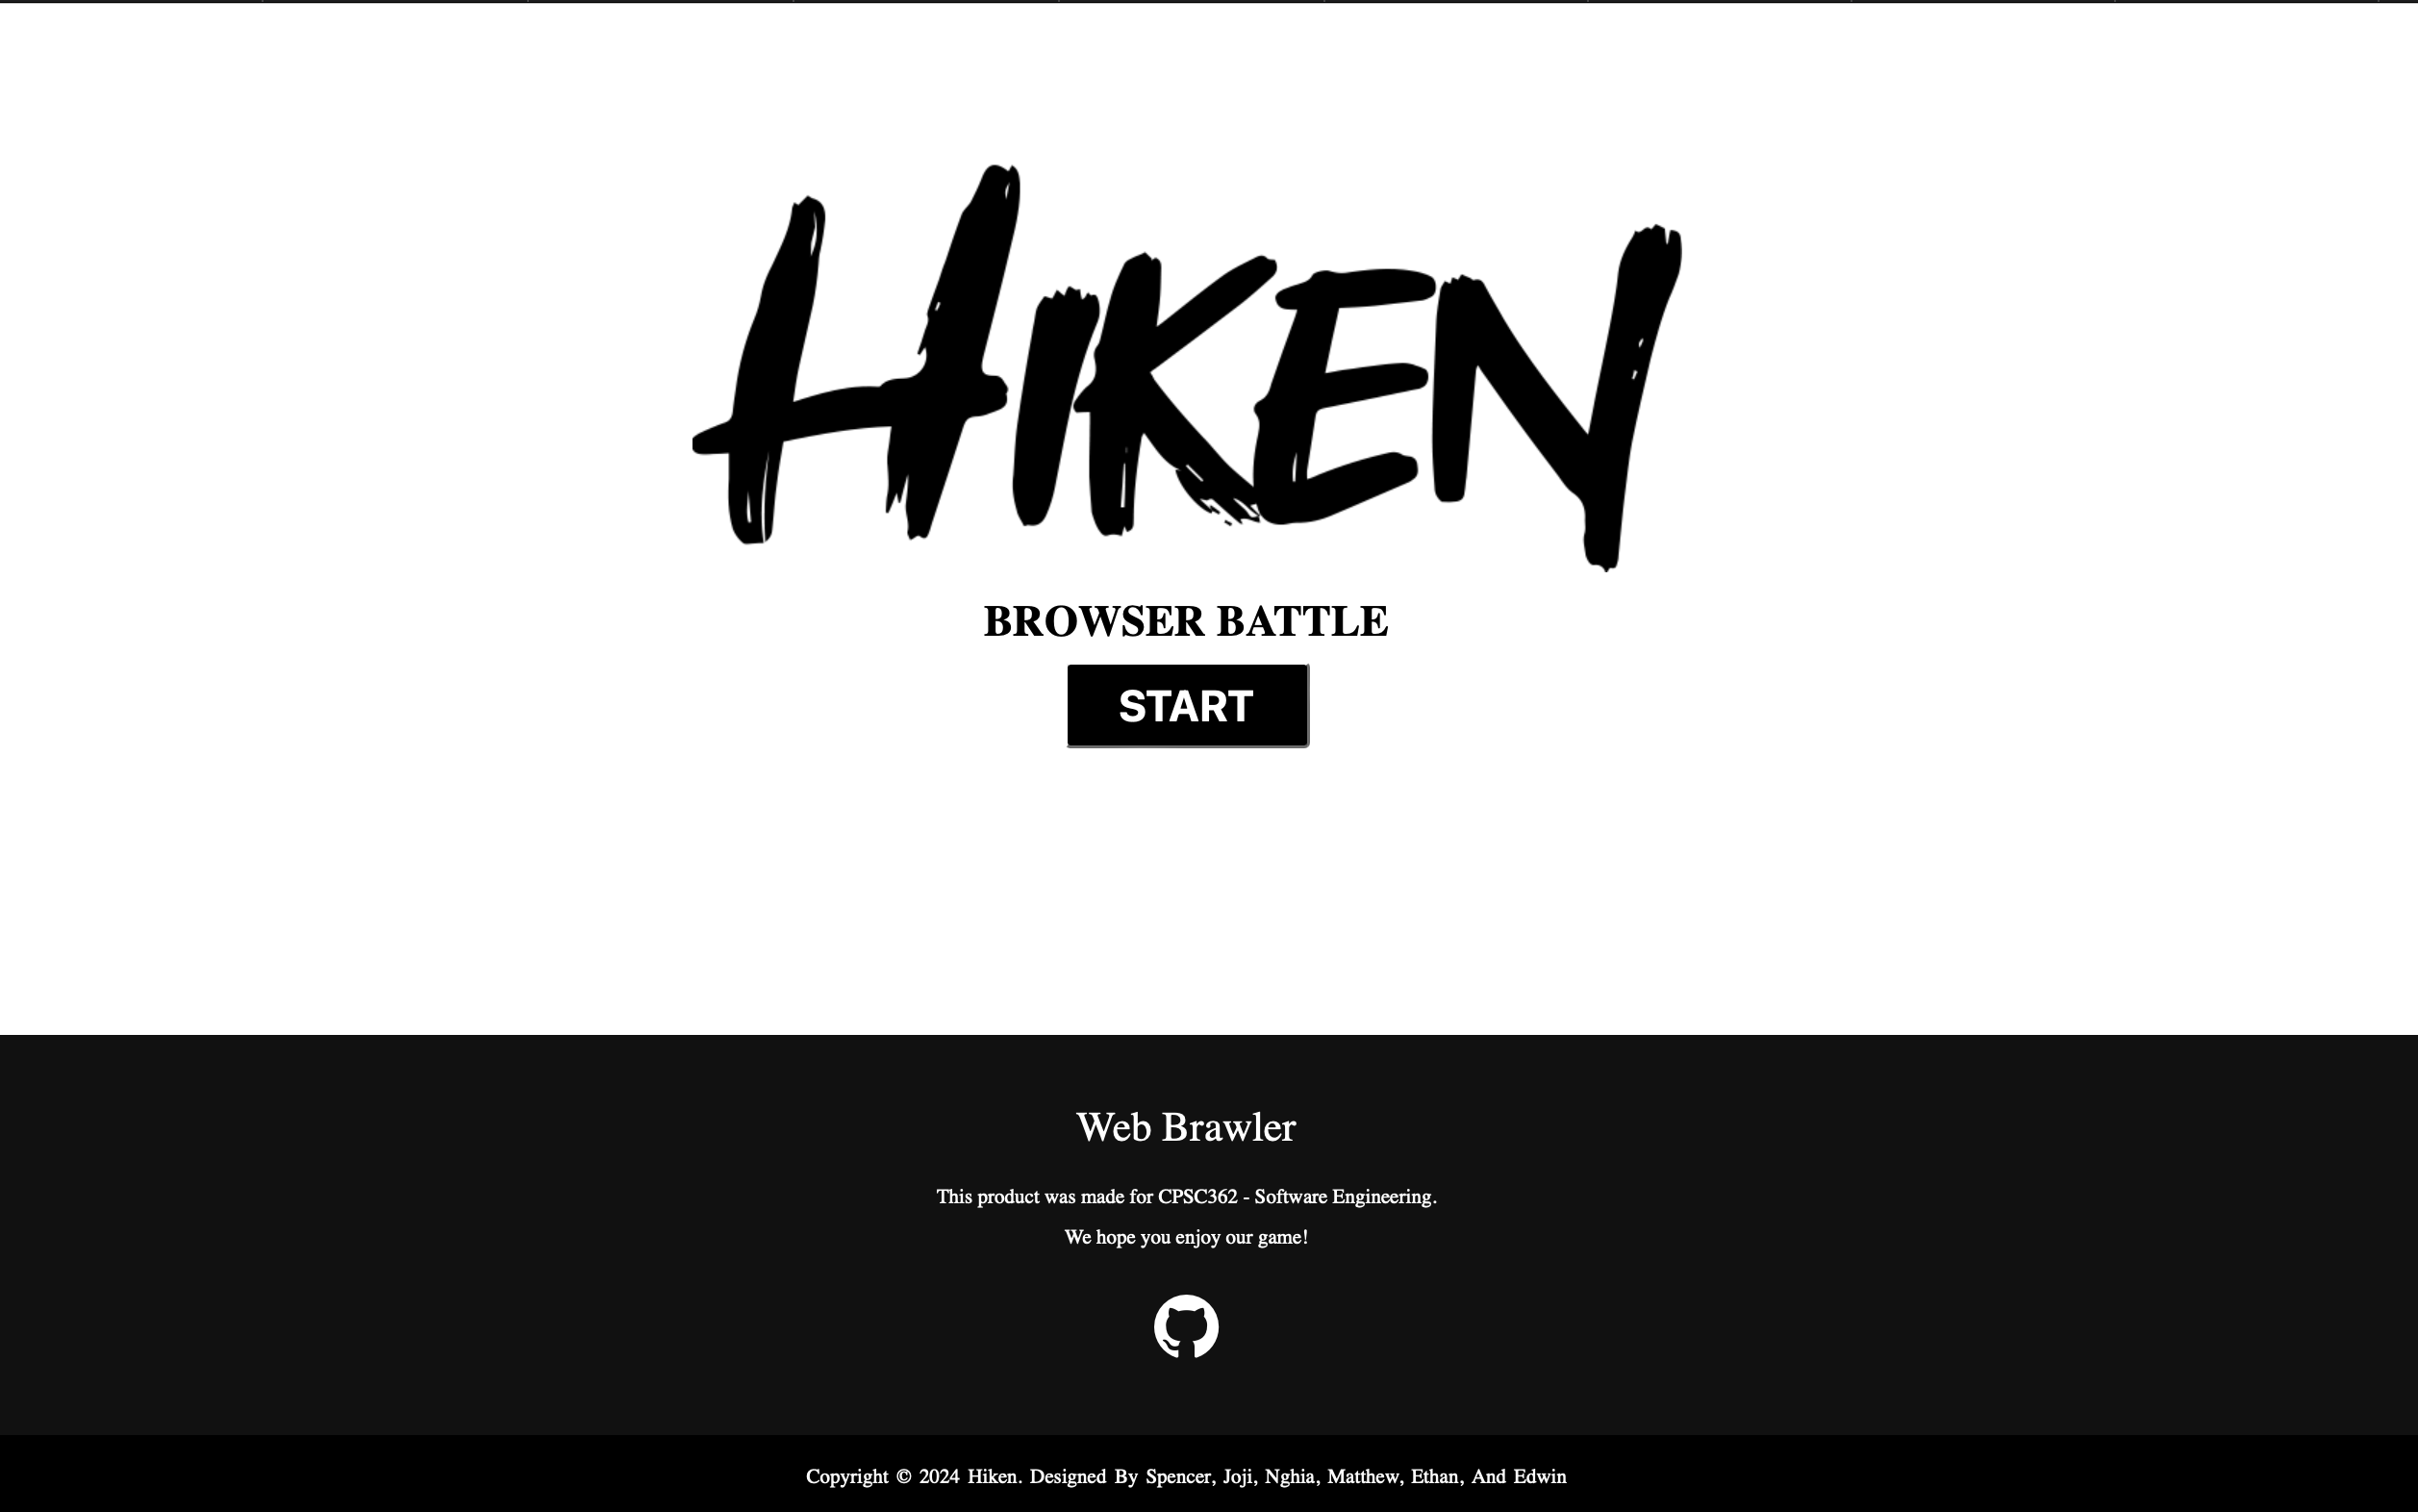 HIKEN
BROWSER BATTLE
START
Web Brawler
This product was made for CPSC362 - Software Engineering.
We hope you enjoy our game!
Copyright © 2024 Hiken. Designed By Spencer, Joji, Nghia, Matthew, Ethan, And Edwin